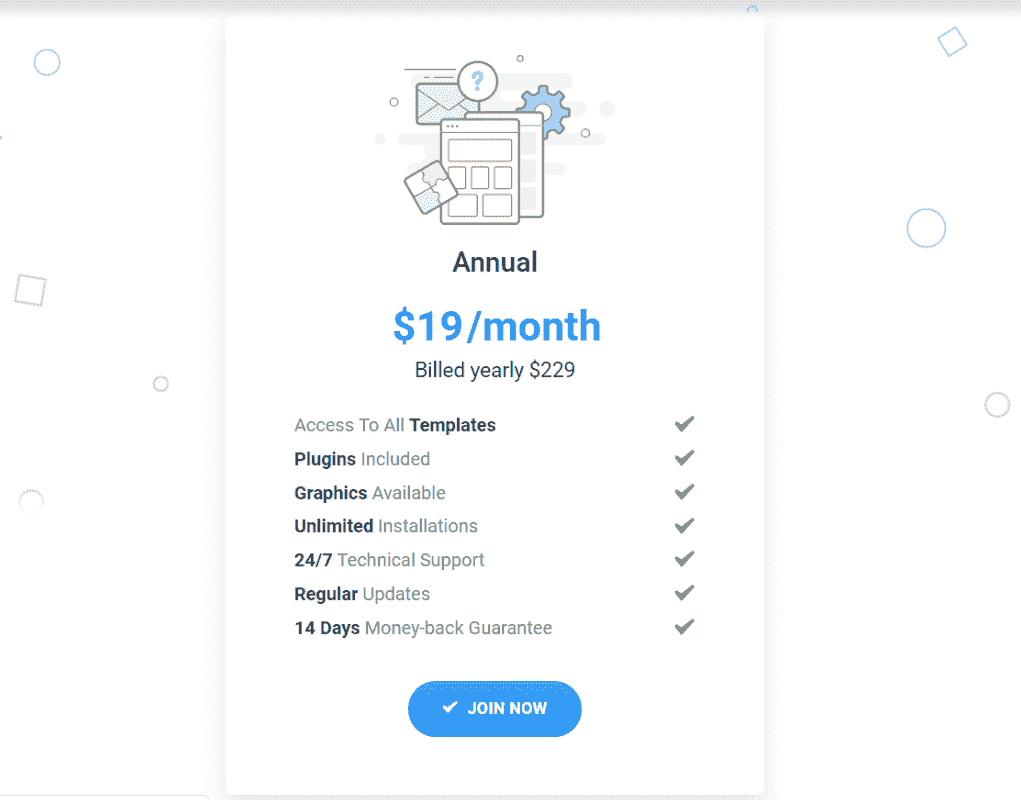 ?
Annual
$19/month
Billed yearly $229
Access To All Templates
Plugins Included
Graphics Available
Unlimited Installations
24/7 Technical Support
Regular Updates
14 Days Money-back Guarantee
JOIN NOW